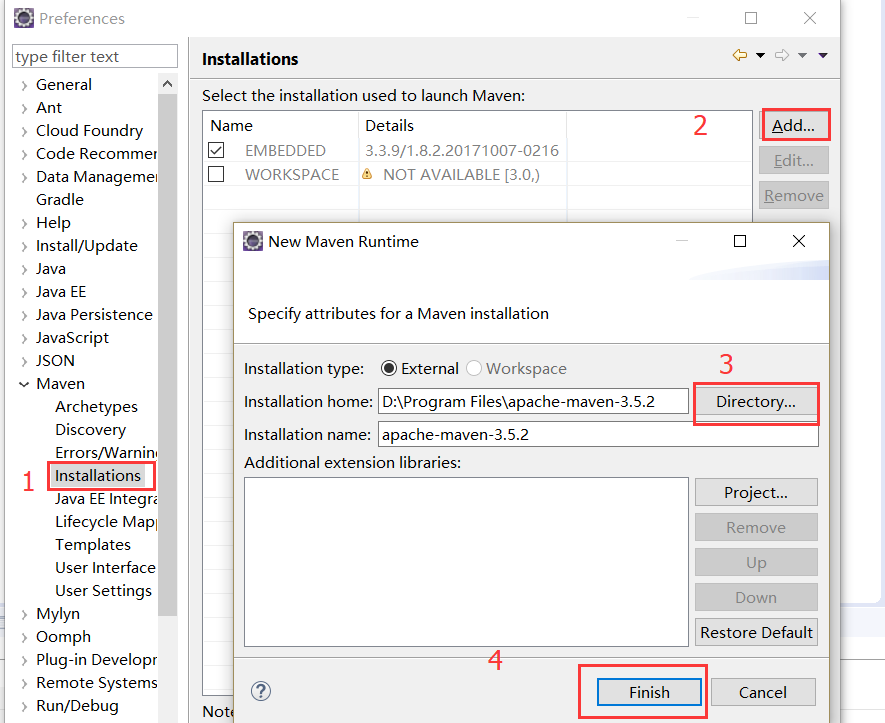 Preferences
type filter text
General
Ant
Cloud Foundry
Code Recommen
Data Managemen
Gradle
Help
Install/Update
Java
Java EE
Java Persistence
JavaScript
JSON
Maven
Archetypes
Discovery
Errors/Warning
1
Installations
Java EE Integra
Lifecycle Mapp
Templates
User Interface
User Settings
Mylyn
Oomph
Plug-in Developm
Remote Systems
Run/Debug
Installations
Select the installation used to launch Maven:
Name Details
EMBEDDED 3.3.9/1.8.2.20171007-0216
WORKSPACE NOT AVAILABLE [3.0,)
2
Add...
Edit...
Remove
New Maven Runtime
Specify attributes for a Maven installation
Installation type: External Workspace
3
Installation home: D:\Program Files\apache-maven-3.5.2 Directory...
Installation name: apache-maven-3.5.2
Additional extension libraries:
Project...
Remove
Up
Down
Restore Default
4
? Finish Cancel
Note